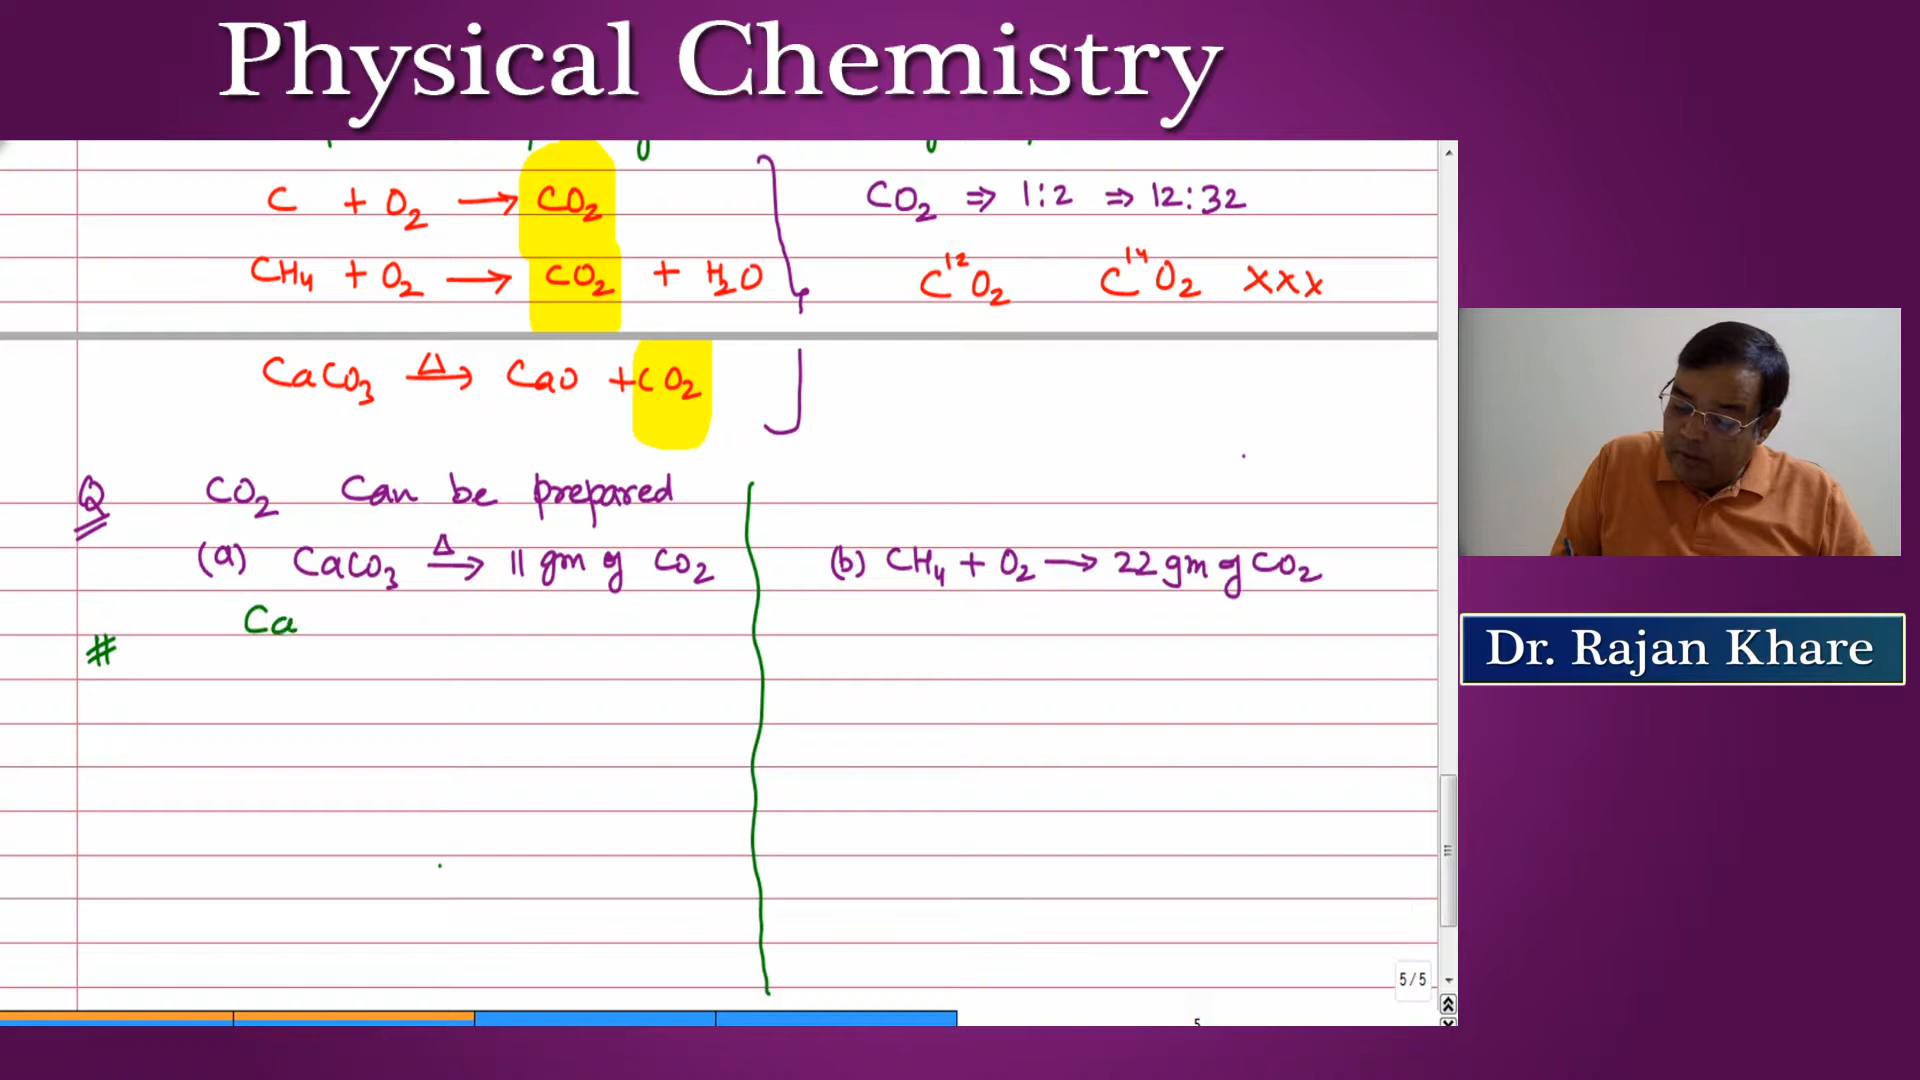 Physical Chemistry
C + O₂ → CO₂
CO₂ ⇒ 1:2 ⇒ 12:32
CH₄ + O₂ → CO₂ + H₂O
C¹²O₂ C¹⁴O₂ xxx
CaCO₃ Δ→ CaO + CO₂
Q CO₂ Can be prepared
(a) CaCO₃ Δ→ 11 gm of CO₂
(b) CH₄ + O₂ → 22 gm of CO₂
# Ca
Dr. Rajan Khare
5/5
5